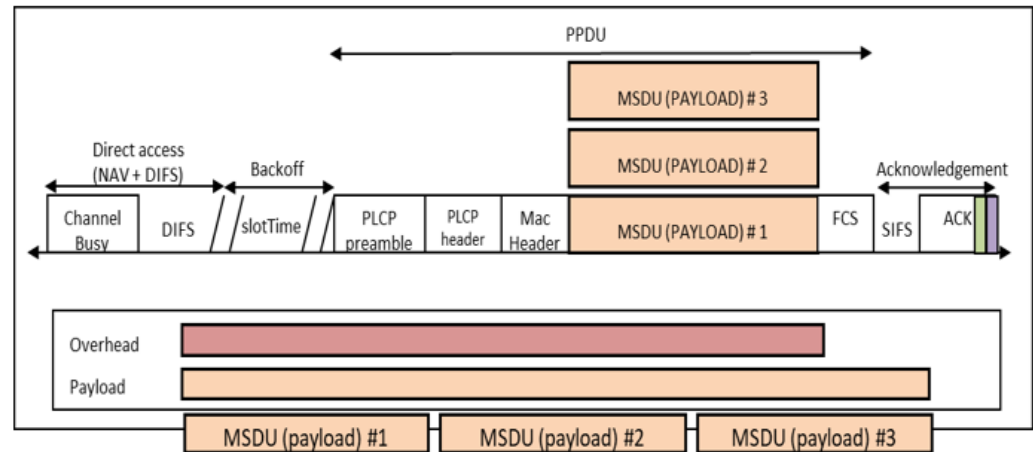 PPDU
MSDU (PAYLOAD) # 3
MSDU (PAYLOAD) # 2
Direct access
(NAV + DIFS)
Backoff
Acknowledgement
Channel
Busy
DIFS
slotTime
PLCP
preamble
PLCP
header
Mac
Header
MSDU (PAYLOAD) # 1
FCS
SIFS
ACK
Overhead
Payload
MSDU (payload) #1
MSDU (payload) #2
MSDU (payload) #3